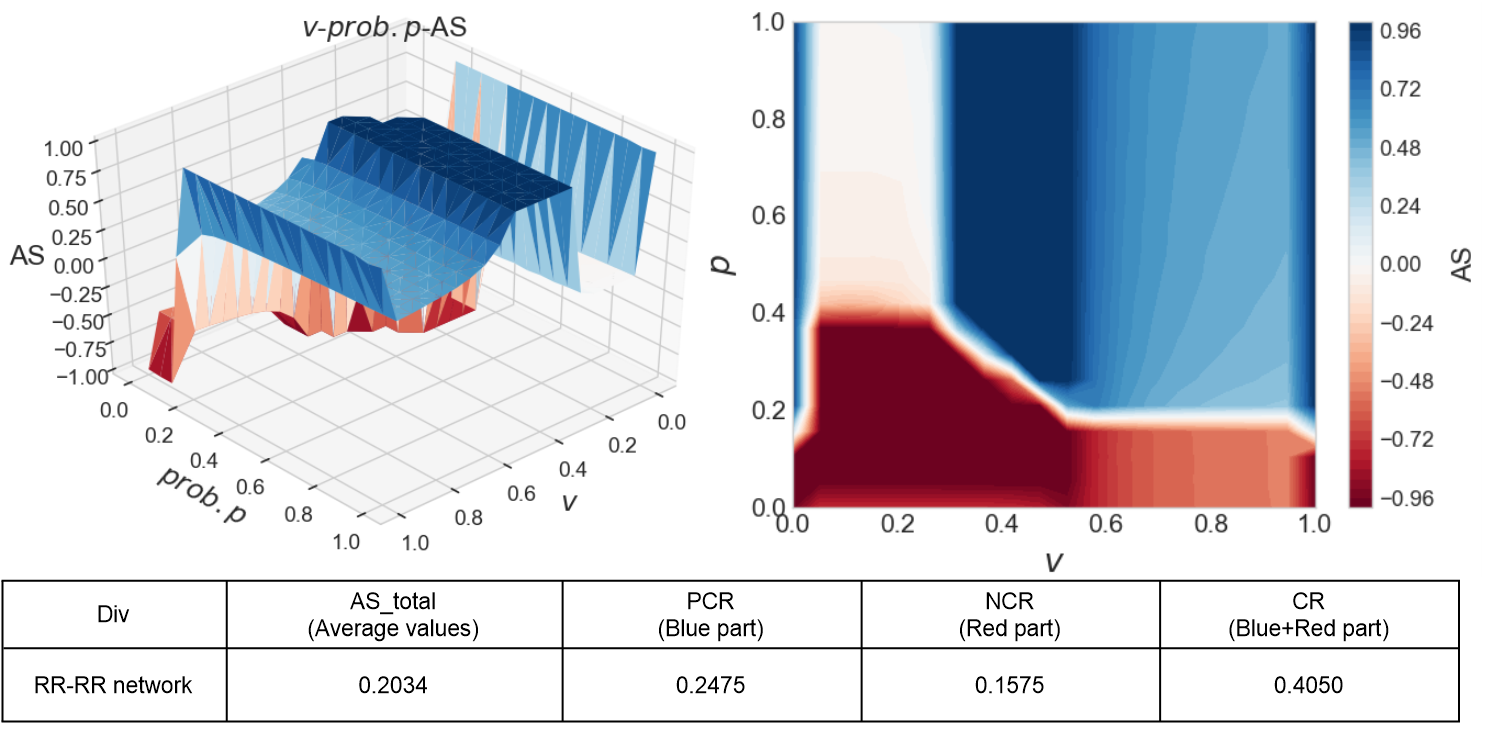 v-prob. p-AS
1.00
0.75
0.50
0.25
0.00
−0.25
−0.50
−0.75
−1.00
AS
0.0
0.2
0.4
0.6
0.8
1.0
prob. p
0.0
0.2
0.4
0.6
0.8
1.0
v
1.0
0.8
0.6
0.4
0.2
0.0
p
0.0
0.2
0.4
0.6
0.8
1.0
v
0.96
0.72
0.48
0.24
0.00
−0.24
−0.48
−0.72
−0.96
AS
Div
AS_total
(Average values)
PCR
(Blue part)
NCR
(Red part)
CR
(Blue+Red part)
RR-RR network
0.2034
0.2475
0.1575
0.4050